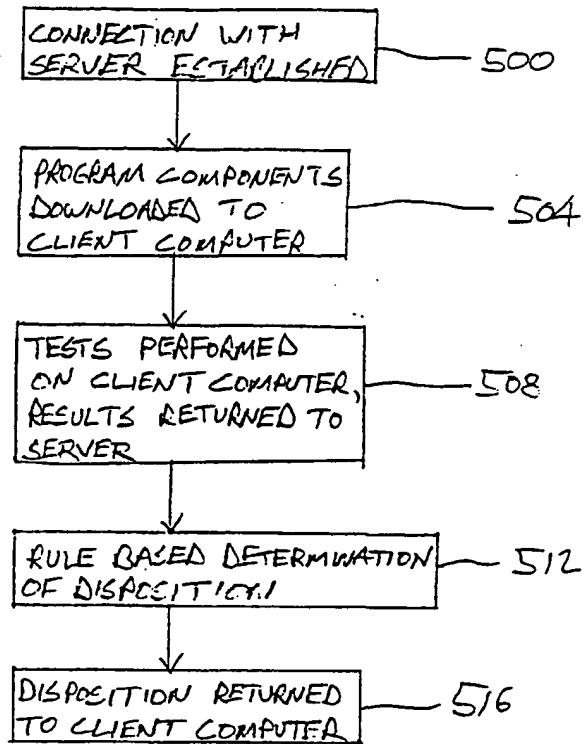 CONNECTION WITH
SERVER ESTABLISHED
500
PROGRAM COMPONENTS
DOWNLOADED TO
CLIENT COMPUTER
504
TESTS PERFORMED
ON CLIENT COMPUTER,
RESULTS RETURNED TO
SERVER
508
RULE BASED DETERMINATION
OF DISPOSITION
512
DISPOSITION RETURNED
TO CLIENT COMPUTER
516